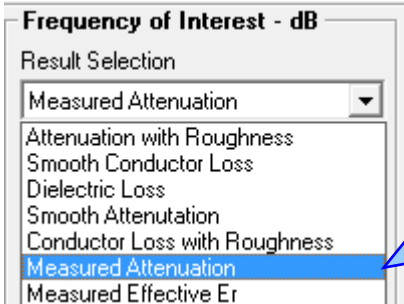 Frequency of Interest - dB
Result Selection
Measured Attenuation
Attenuation with Roughness
Smooth Conductor Loss
Dielectric Loss
Smooth Attenutation
Conductor Loss with Roughness
Measured Attenuation
Measured Effective Er